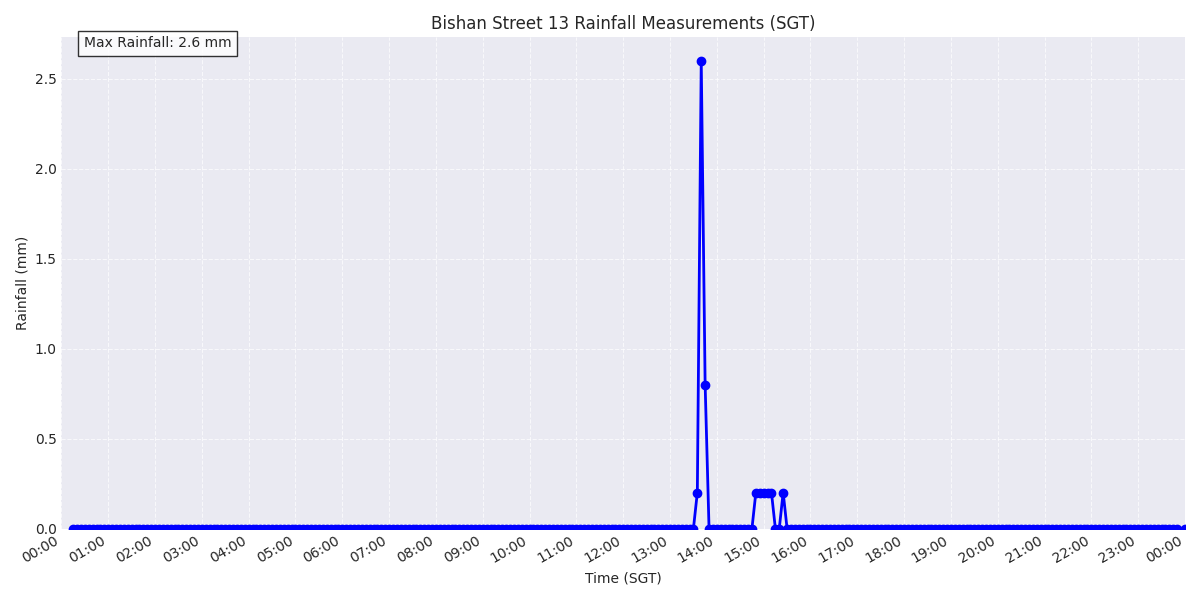 Bishan Street 13 Rainfall Measurements (SGT)
Max Rainfall: 2.6 mm
2.5
2.0
1.5
1.0
0.5
0.0
Rainfall (mm)
00:00 01:00 02:00 03:00 04:00 05:00 06:00 07:00 08:00 09:00 10:00 11:00 12:00 13:00 14:00 15:00 16:00 17:00 18:00 19:00 20:00 21:00 22:00 23:00 00:00
Time (SGT)